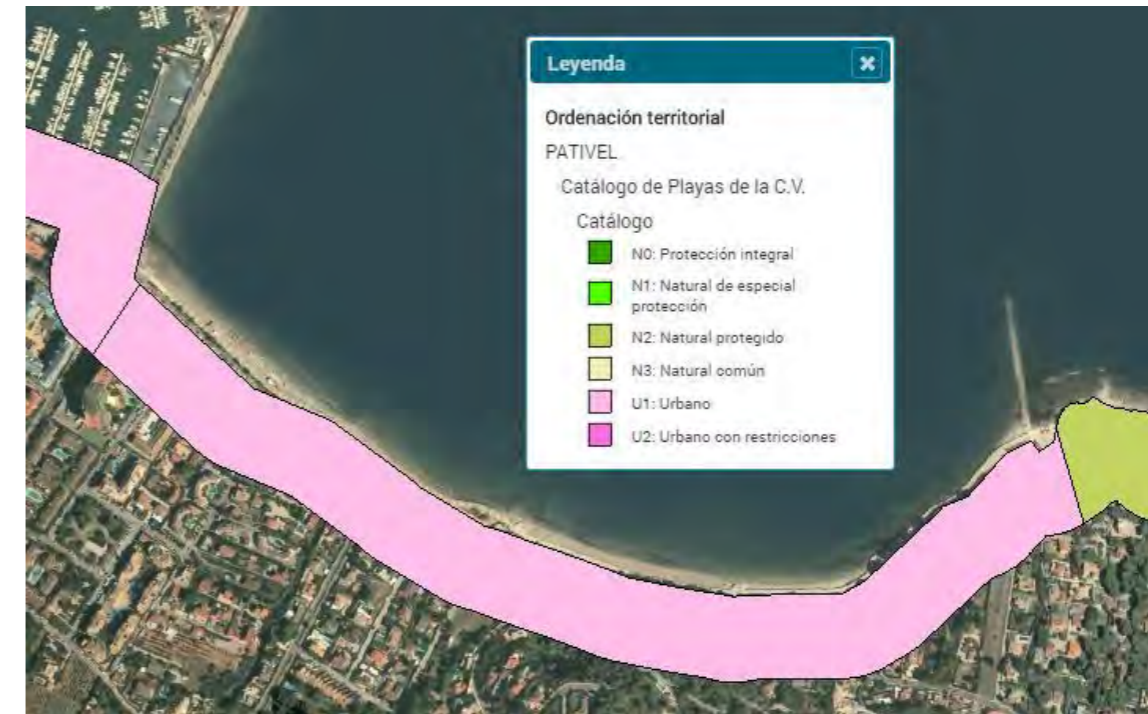 Leyenda
Ordenación territorial
PATIVEL
Catálogo de Playas de la C.V.
Catálogo
N0: Protección integral
N1: Natural de especial
protección
N2: Natural protegido
N3: Natural común
U1: Urbano
U2: Urbano con restricciones